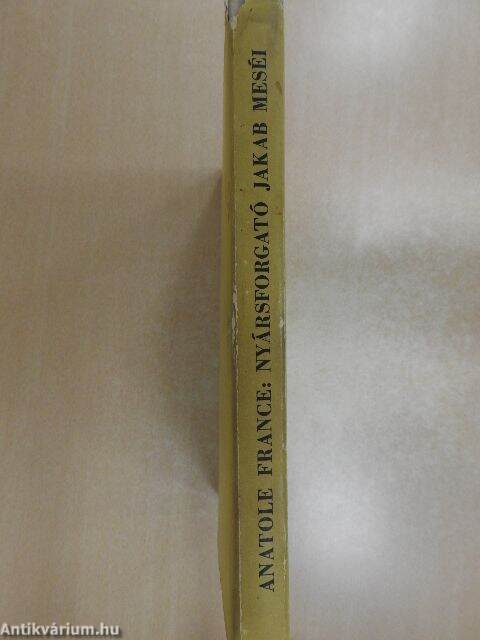 ANATOLE FRANCE: NYÁRSFORGATÓ JAKAB MESÉI
Antikvárium.hu